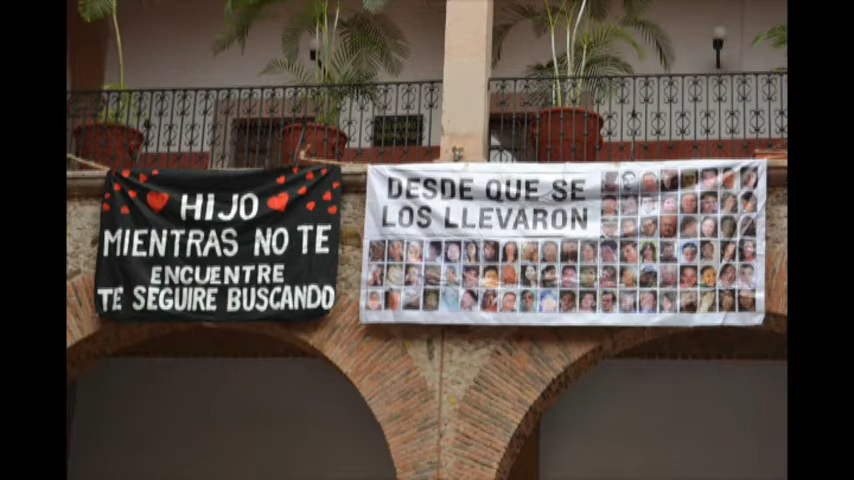 HIJO
MIENTRAS NO TE
ENCUENTRE
TE SEGUIRE BUSCANDO
DESDE QUE SE
LOS LLEVARON